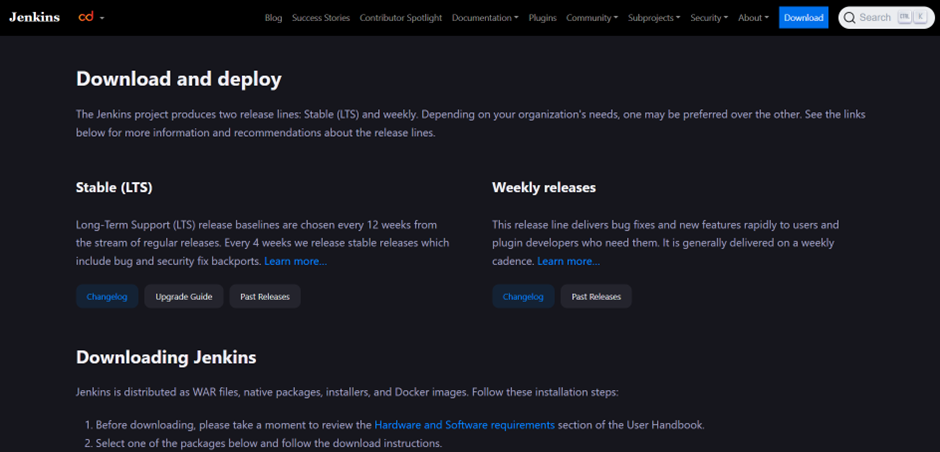 Jenkins cd Blog Success Stories Contributor Spotlight Documentation Plugins Community Subprojects Security About Download Search CTRL K
Download and deploy
The Jenkins project produces two release lines: Stable (LTS) and weekly. Depending on your organization's needs, one may be preferred over the other. See the links
below for more information and recommendations about the release lines.
Stable (LTS)
Long-Term Support (LTS) release baselines are chosen every 12 weeks from
the stream of regular releases. Every 4 weeks we release stable releases which
include bug and security fix backports. Learn more...
Changelog Upgrade Guide Past Releases
Weekly releases
This release line delivers bug fixes and new features rapidly to users and
plugin developers who need them. It is generally delivered on a weekly
cadence. Learn more...
Changelog Past Releases
Downloading Jenkins
Jenkins is distributed as WAR files, native packages, installers, and Docker images. Follow these installation steps:
1. Before downloading, please take a moment to review the Hardware and Software requirements section of the User Handbook.
2. Select one of the packages below and follow the download instructions.